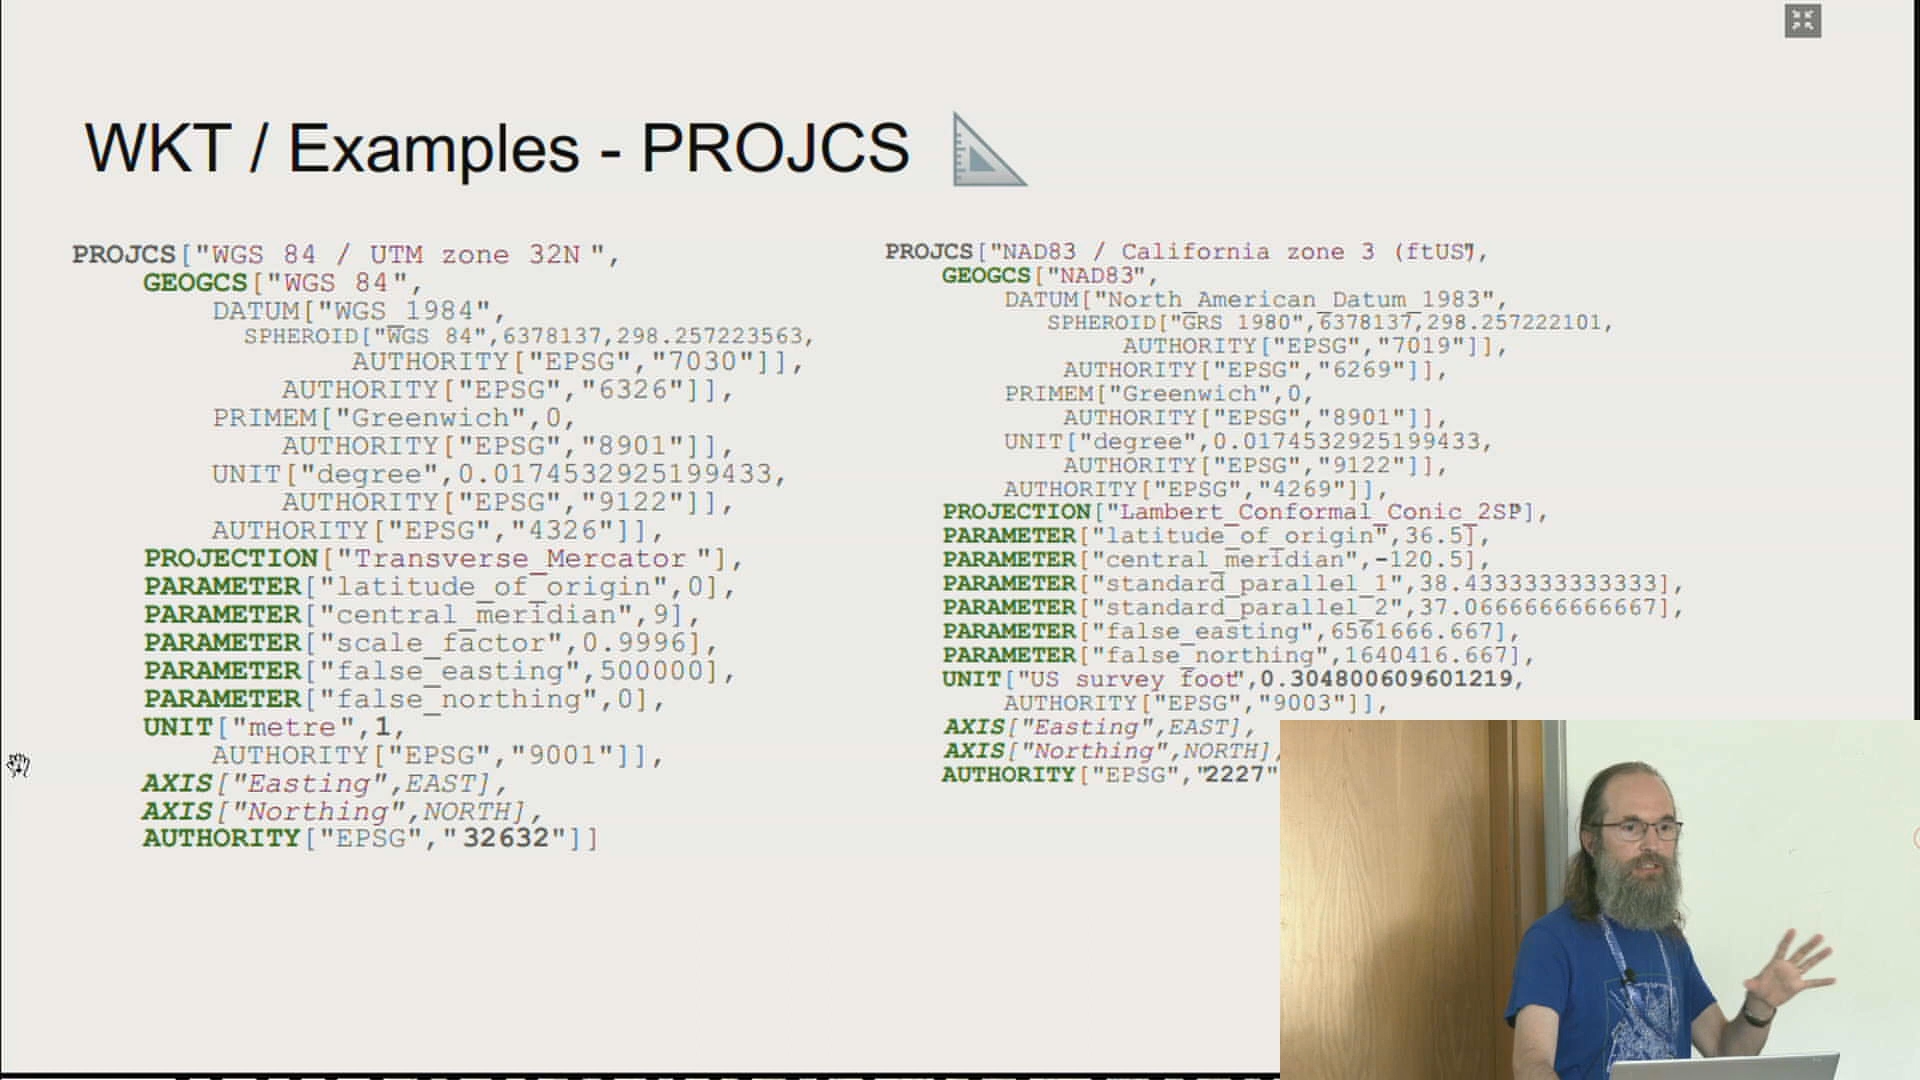 WKT / Examples - PROJCS
PROJCS["WGS 84 / UTM zone 32N ",
GEOGCS["WGS 84",
DATUM["WGS_1984",
SPHEROID["WGS 84",6378137,298.257223563,
AUTHORITY["EPSG","7030"]],
AUTHORITY["EPSG","6326"]],
PRIMEM["Greenwich",0,
AUTHORITY["EPSG","8901"]],
UNIT["degree",0.0174532925199433,
AUTHORITY["EPSG","9122"]],
AUTHORITY["EPSG","4326"]],
PROJECTION["Transverse_Mercator "],
PARAMETER["latitude_of_origin",0],
PARAMETER["central_meridian",9],
PARAMETER["scale_factor",0.9996],
PARAMETER["false_easting",500000],
PARAMETER["false_northing",0],
UNIT["metre",1,
AUTHORITY["EPSG","9001"]],
AXIS["Easting",EAST],
AXIS["Northing",NORTH],
AUTHORITY["EPSG","32632"]]
PROJCS["NAD83 / California zone 3 (ftUS)",
GEOGCS["NAD83",
DATUM["North_American_Datum_1983",
SPHEROID["GRS 1980",6378137,298.257222101,
AUTHORITY["EPSG","7019"]],
AUTHORITY["EPSG","6269"]],
PRIMEM["Greenwich",0,
AUTHORITY["EPSG","8901"]],
UNIT["degree",0.0174532925199433,
AUTHORITY["EPSG","9122"]],
AUTHORITY["EPSG","4269"]],
PROJECTION["Lambert_Conformal_Conic_2SP"],
PARAMETER["latitude_of_origin",36.5],
PARAMETER["central_meridian",-120.5],
PARAMETER["standard_parallel_1",38.4333333333333],
PARAMETER["standard_parallel_2",37.0666666666667],
PARAMETER["false_easting",6561666.667],
PARAMETER["false_northing",1640416.667],
UNIT["US survey foot",0.304800609601219,
AUTHORITY["EPSG","9003"]],
AXIS["Easting",EAST],
AXIS["Northing",NORTH],
AUTHORITY["EPSG","2227"